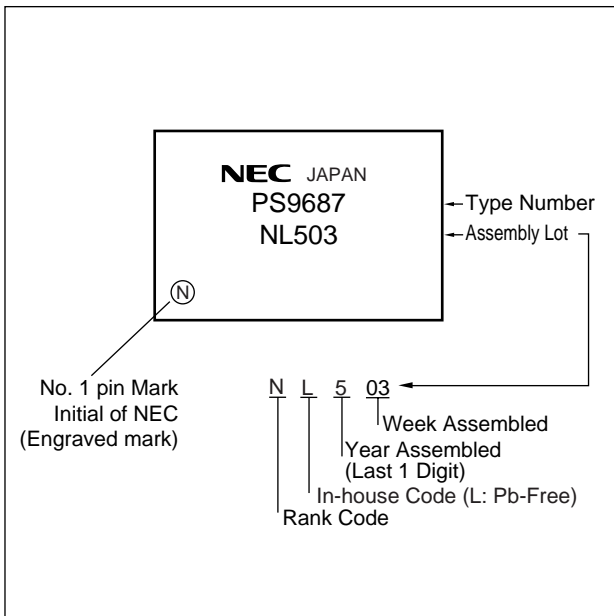 NEC JAPAN
PS9687
NL503
Type Number
Assembly Lot
N
No. 1 pin Mark
Initial of NEC
(Engraved mark)
N L 5 03
Week Assembled
Year Assembled
(Last 1 Digit)
In-house Code (L: Pb-Free)
Rank Code